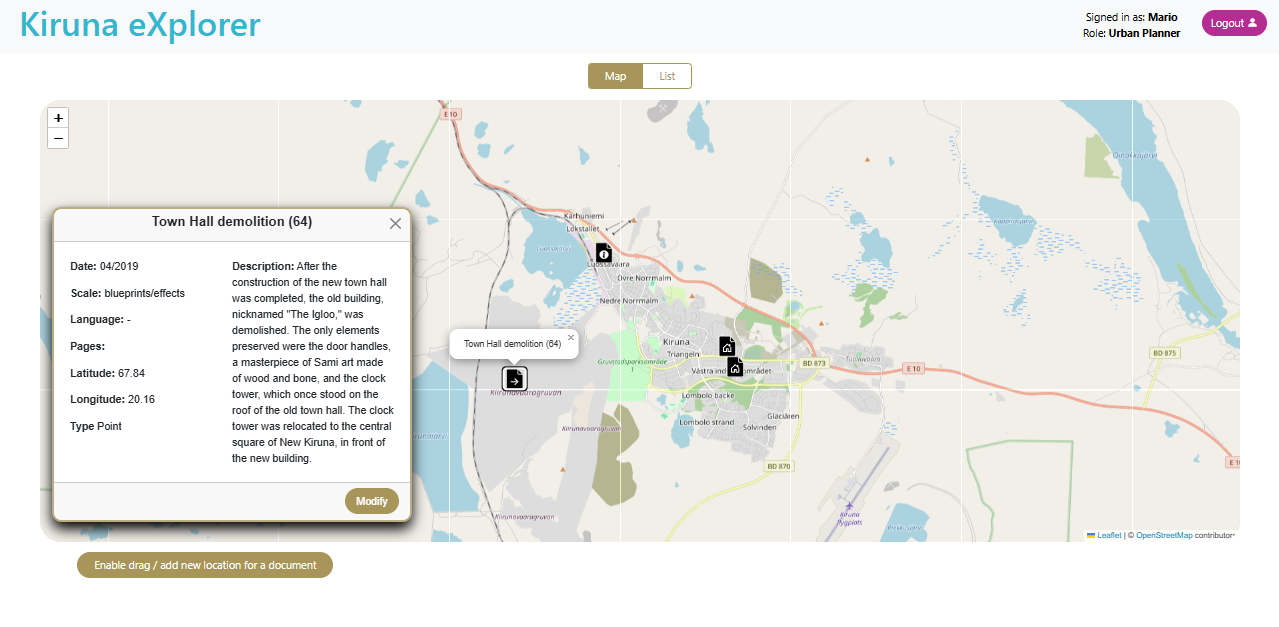 Kiruna eXplorer
Signed in as: Mario
Role: Urban Planner
Logout
Map
List
+
−
Town Hall demolition (64)
Date: 04/2019
Scale: blueprints/effects
Language: -
Pages:
Latitude: 67.84
Longitude: 20.16
Type Point
Description: After the
construction of the new town hall
was completed, the old building,
nicknamed "The Igloo," was
demolished. The only elements
preserved were the door handles,
a masterpiece of Sami art made
of wood and bone, and the clock
tower, which once stood on the
roof of the old town hall. The clock
tower was relocated to the central
square of New Kiruna, in front of
the new building.
Modify
Town Hall demolition (64)
E 10
Karhuniemi
Lokstallet
Luossavaara
Övre Norrmalm
Nedre Norrmalm
Kiruna
Triangeln
Gruvstadsparksområde
1
Västra ind området
Lombolo backe
Lombolo strand
Glaciären
Solvinden
Kiirunavaaragruvan
Kiirunavaaragruvan
Kiirunavaaragruvan
Tuolluvaara
BD 873
E 10
BD 875
BD 870
E 1
Kiruna
flygplats
Leaflet | © OpenStreetMap contributors
Enable drag / add new location for a document